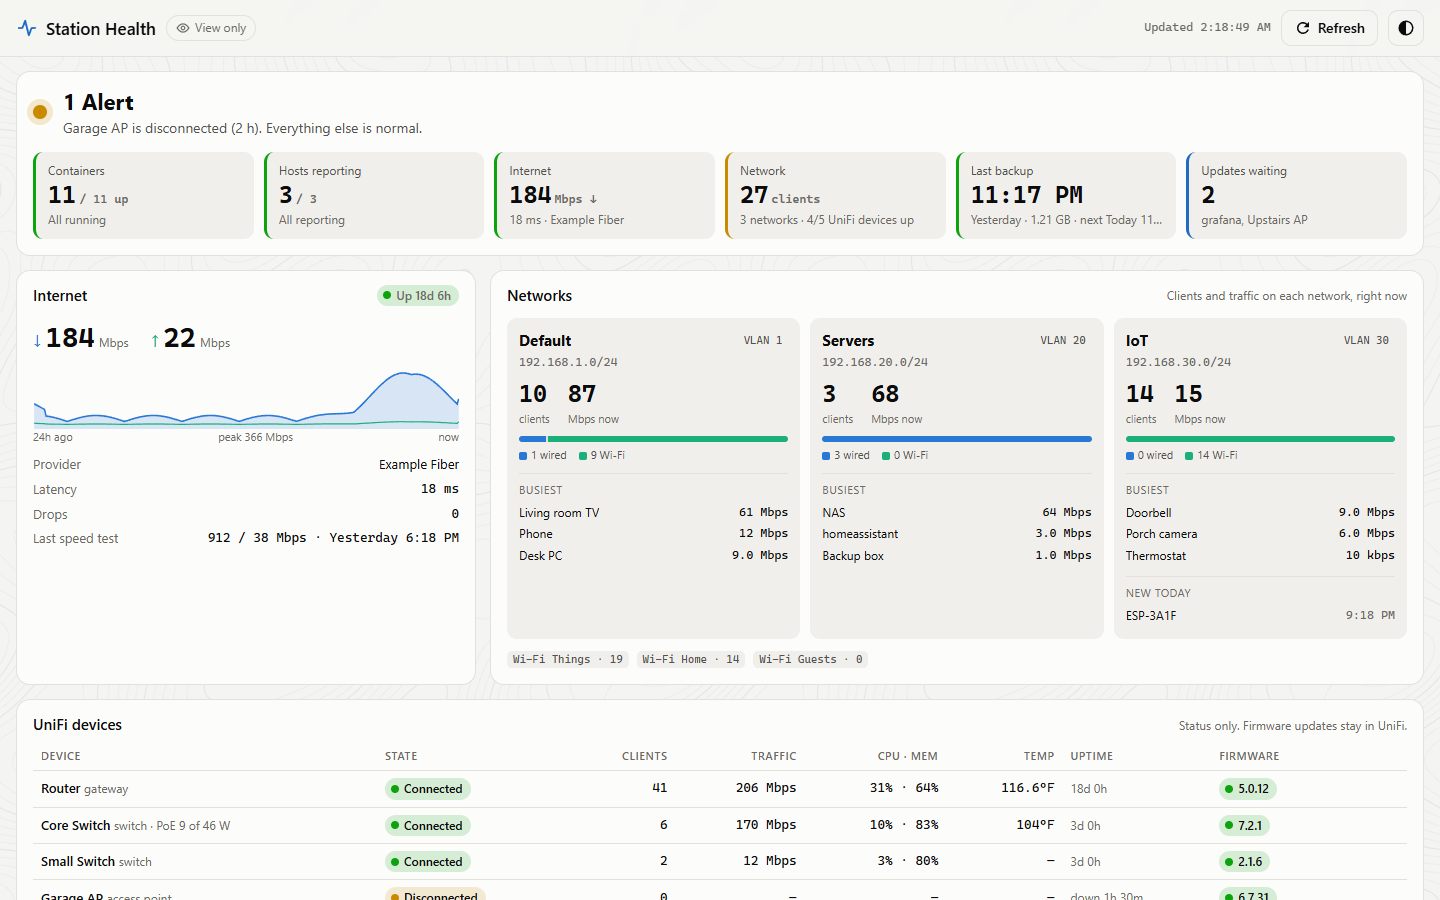 Station Health
View only
Updated 2:18:49 AM
Refresh
1 Alert
Garage AP is disconnected (2 h). Everything else is normal.
Containers
11 / 11 up
All running
Hosts reporting
3 / 3
All reporting
Internet
184 Mbps ↓
18 ms · Example Fiber
Network
27 clients
3 networks · 4/5 UniFi devices up
Last backup
11:17 PM
Yesterday · 1.21 GB · next Today 11…
Updates waiting
2
grafana, Upstairs AP
Internet
Up 18d 6h
↓ 184 Mbps ↑ 22 Mbps
24h ago peak 366 Mbps now
Provider Example Fiber
Latency 18 ms
Drops 0
Last speed test 912 / 38 Mbps · Yesterday 6:18 PM
Networks
Clients and traffic on each network, right now
Default VLAN 1
192.168.1.0/24
10 87
clients Mbps now
1 wired 9 Wi-Fi
BUSIEST
Living room TV 61 Mbps
Phone 12 Mbps
Desk PC 9.0 Mbps
Servers VLAN 20
192.168.20.0/24
3 68
clients Mbps now
3 wired 0 Wi-Fi
BUSIEST
NAS 64 Mbps
homeassistant 3.0 Mbps
Backup box 1.0 Mbps
IoT VLAN 30
192.168.30.0/24
14 15
clients Mbps now
0 wired 14 Wi-Fi
BUSIEST
Doorbell 9.0 Mbps
Porch camera 6.0 Mbps
Thermostat 10 kbps
NEW TODAY
ESP-3A1F 9:18 PM
Wi-Fi Things · 19 Wi-Fi Home · 14 Wi-Fi Guests · 0
UniFi devices
Status only. Firmware updates stay in UniFi.
DEVICE STATE CLIENTS TRAFFIC CPU · MEM TEMP UPTIME FIRMWARE
Router gateway Connected 41 206 Mbps 31% · 64% 116.6°F 18d 0h 5.0.12
Core Switch switch · PoE 9 of 46 W Connected 6 170 Mbps 10% · 83% 104°F 3d 0h 7.2.1
Small Switch switch Connected 2 12 Mbps 3% · 80% – 3d 0h 2.1.6
Garage AP access point Disconnected 0 – – – down 1h 30m 6.7.31